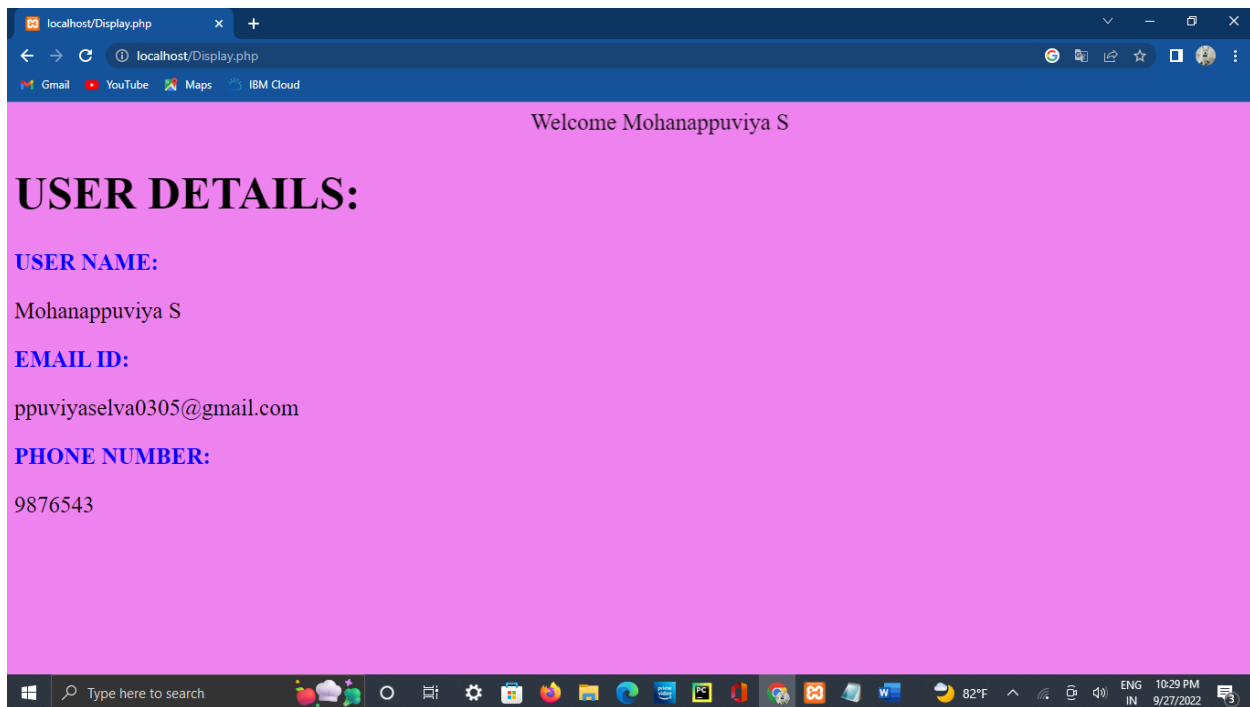 localhost/Display.php
localhost/Display.php
Gmail YouTube Maps IBM Cloud
Welcome Mohanappuviya S
USER DETAILS:
USER NAME:
Mohanappuviya S
EMAIL ID:
ppuviyaselva0305@gmail.com
PHONE NUMBER:
9876543
Type here to search 82°F ENG 10:29 PM
IN 9/27/2022 3